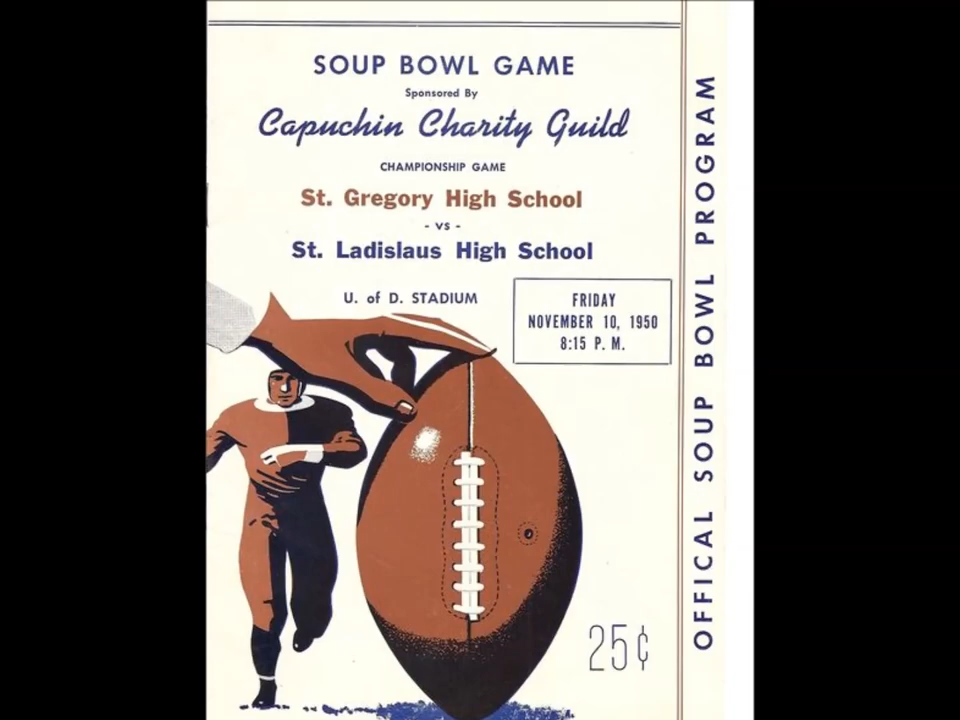 SOUP BOWL GAME
Sponsored By
Capuchin Charity Guild
CHAMPIONSHIP GAME
St. Gregory High School
- vs -
St. Ladislaus High School
U. of D. STADIUM
FRIDAY
NOVEMBER 10, 1950
8:15 P. M.
25¢
OFFICAL SOUP BOWL PROGRAM